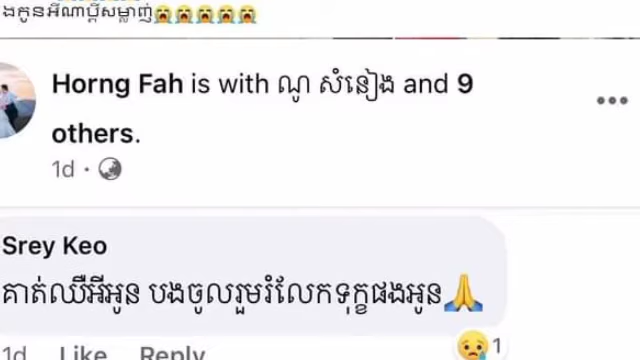 ងកូនអីណាប្ដីសម្លាញ់😭😭😭😭😭
Horng Fah is with ណូ សំនៀង and 9
others.
1d ·
Srey Keo
គាត់ឈឺអីអូន បងចូលរួមរំលែកទុក្ខផងអូន🙏
1d Like Reply
1